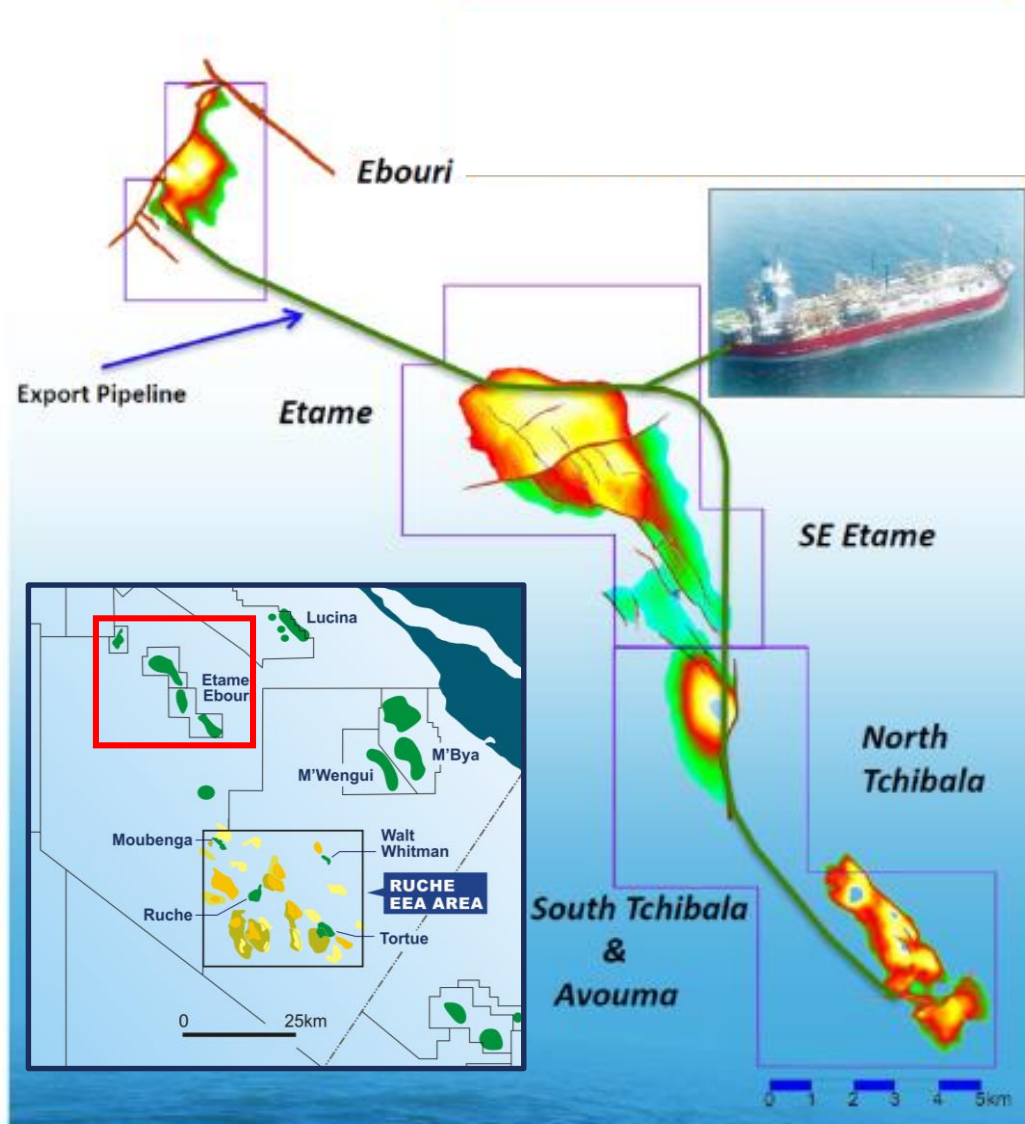 Ebouri
Export Pipeline
Etame
SE Etame
North
Tchibala
South Tchibala
&
Avouma
0 1 2 3 4 5km
Lucina
Etame
Ebour
M'Bya
M'Wengui
Moubenga
Walt
Whitman
RUCHE
EEA AREA
Ruche
Tortue
0 25km